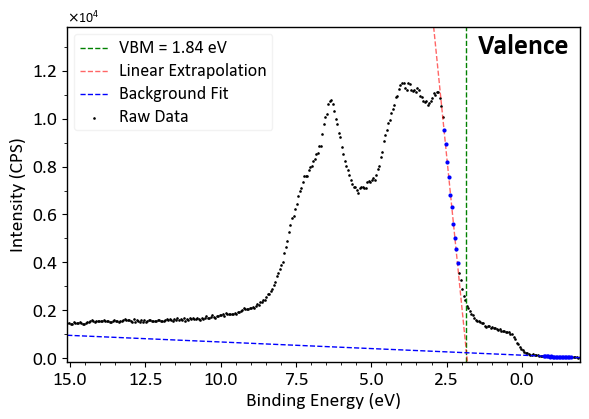 ×10⁴
Valence
VBM = 1.84 eV
Linear Extrapolation
Background Fit
Raw Data
1.2
1.0
0.8
0.6
0.4
0.2
0.0
Intensity (CPS)
15.0 12.5 10.0 7.5 5.0 2.5 0.0
Binding Energy (eV)